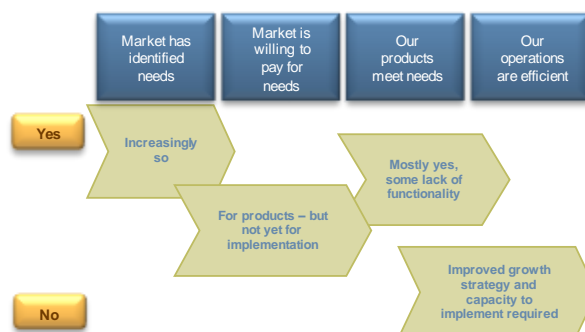 Market has
identified
needs
Market is
willing to
pay for
needs
Our
products
meet needs
Our
operations
are efficient
Yes
Increasingly
so
Mostly yes,
some lack of
functionality
For products – but
not yet for
implementation
Improved growth
strategy and
capacity to
implement required
No